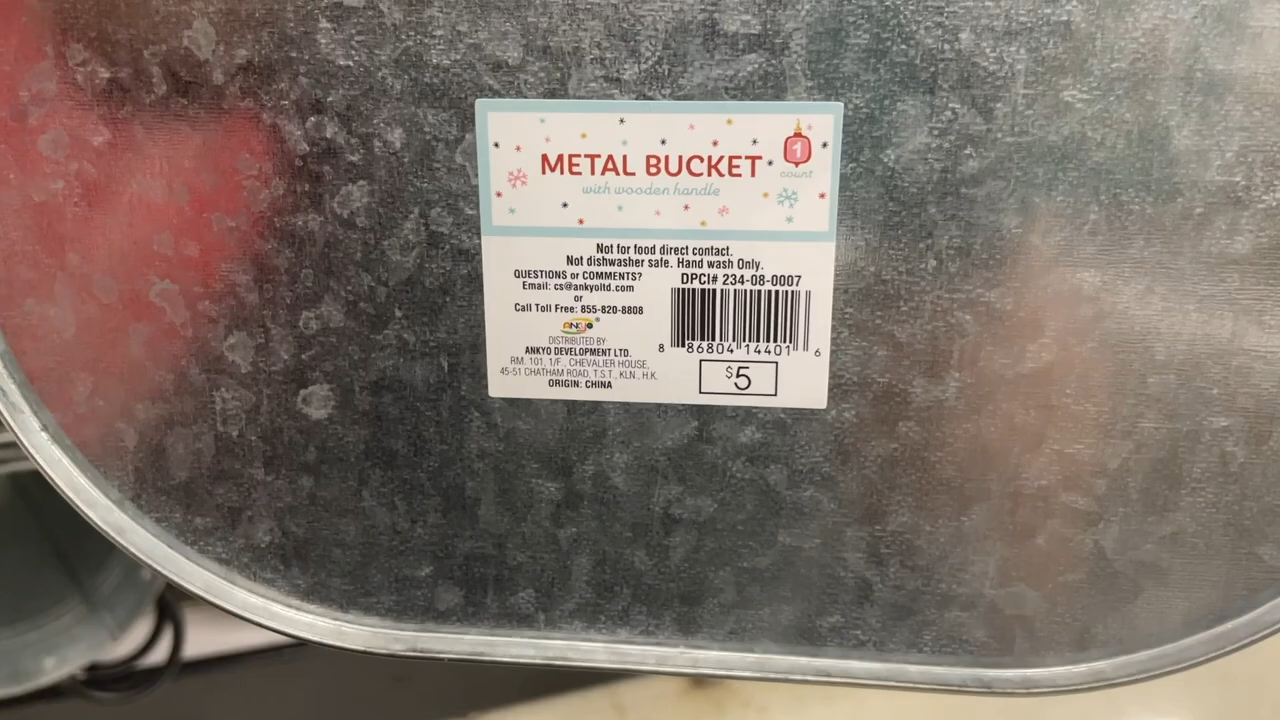 METAL BUCKET
with wooden handle
1
count
Not for food direct contact.
Not dishwasher safe. Hand wash Only.
QUESTIONS or COMMENTS?
Email: cs@ankyoltd.com
or
Call Toll Free: 855-820-8808
ANKYO®
DISTRIBUTED BY
ANKYO DEVELOPMENT LTD.
RM. 101, 1/F., CHEVALIER HOUSE,
45-51 CHATHAM ROAD, T.S.T., KLN., H.K.
ORIGIN: CHINA
DPCI# 234-08-0007
8 86804 14401 6
$5